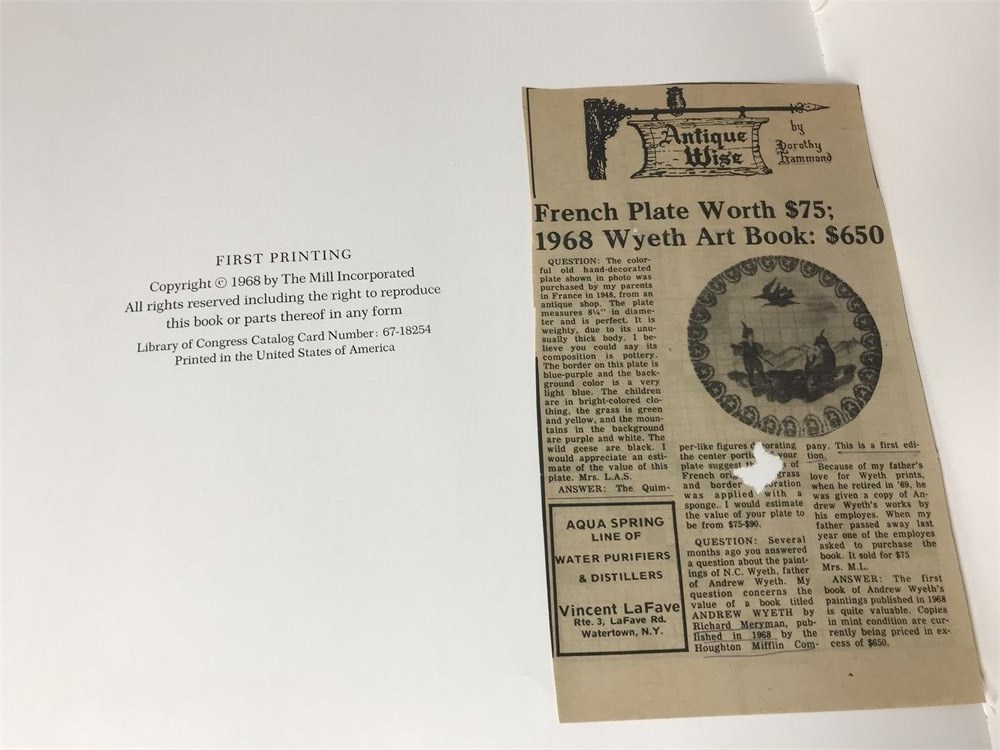 FIRST PRINTING
Copyright © 1968 by The Mill Incorporated
All rights reserved including the right to reproduce
this book or parts thereof in any form
Library of Congress Catalog Card Number: 67-18254
Printed in the United States of America
Antique
Wise
by
Dorothy
Hammond
French Plate Worth $75;
1968 Wyeth Art Book: $650
QUESTION: The color-
ful old hand-decorated
plate shown in photo was
purchased by my parents
in France in 1948, from an
antique shop. The plate
measures 8¼" in diame-
ter and is perfect. It is
weighty, due to its unu-
sually thick body. I be-
lieve you could say its
composition is pottery.
The border on this plate is
blue-purple and the back-
ground color is a very
light blue. The children
are in bright-colored clo-
thing, the grass is green
and yellow, and the moun-
tains in the background
are purple and white. The
wild geese are black. I
would appreciate an esti-
mate of the value of this
plate. Mrs. L.A.S.
ANSWER: The Quim-
per-like figures
the center your
plate suggest of
French grass
and border
was applied with a
sponge. I would estimate
the value of your plate to
be from $75-$90.
QUESTION: Several
months ago you answered
a question about the paint-
ings of N.C. Wyeth, father
of Andrew Wyeth. My
question concerns the
value of a book titled
ANDREW WYETH by
Richard Meryman, pub-
lished in 1968 by the
Houghton Mifflin Com-
pany. This is a first edi-
tion.
Because of my father's
love for Wyeth prints,
when he retired in '69, he
was given a copy of An-
drew Wyeth's works by
his employes. When my
father passed away last
year one of the employes
asked to purchase the
book. It sold for $75
Mrs. M.L.
ANSWER: The first
book of Andrew Wyeth's
paintings published in 1968
is quite valuable. Copies
in mint condition are cur-
rently being priced in ex-
cess of $650.
AQUA SPRING
LINE OF
WATER PURIFIERS
& DISTILLERS
Vincent LaFave
Rte. 3, LaFave Rd.
Watertown, N.Y.